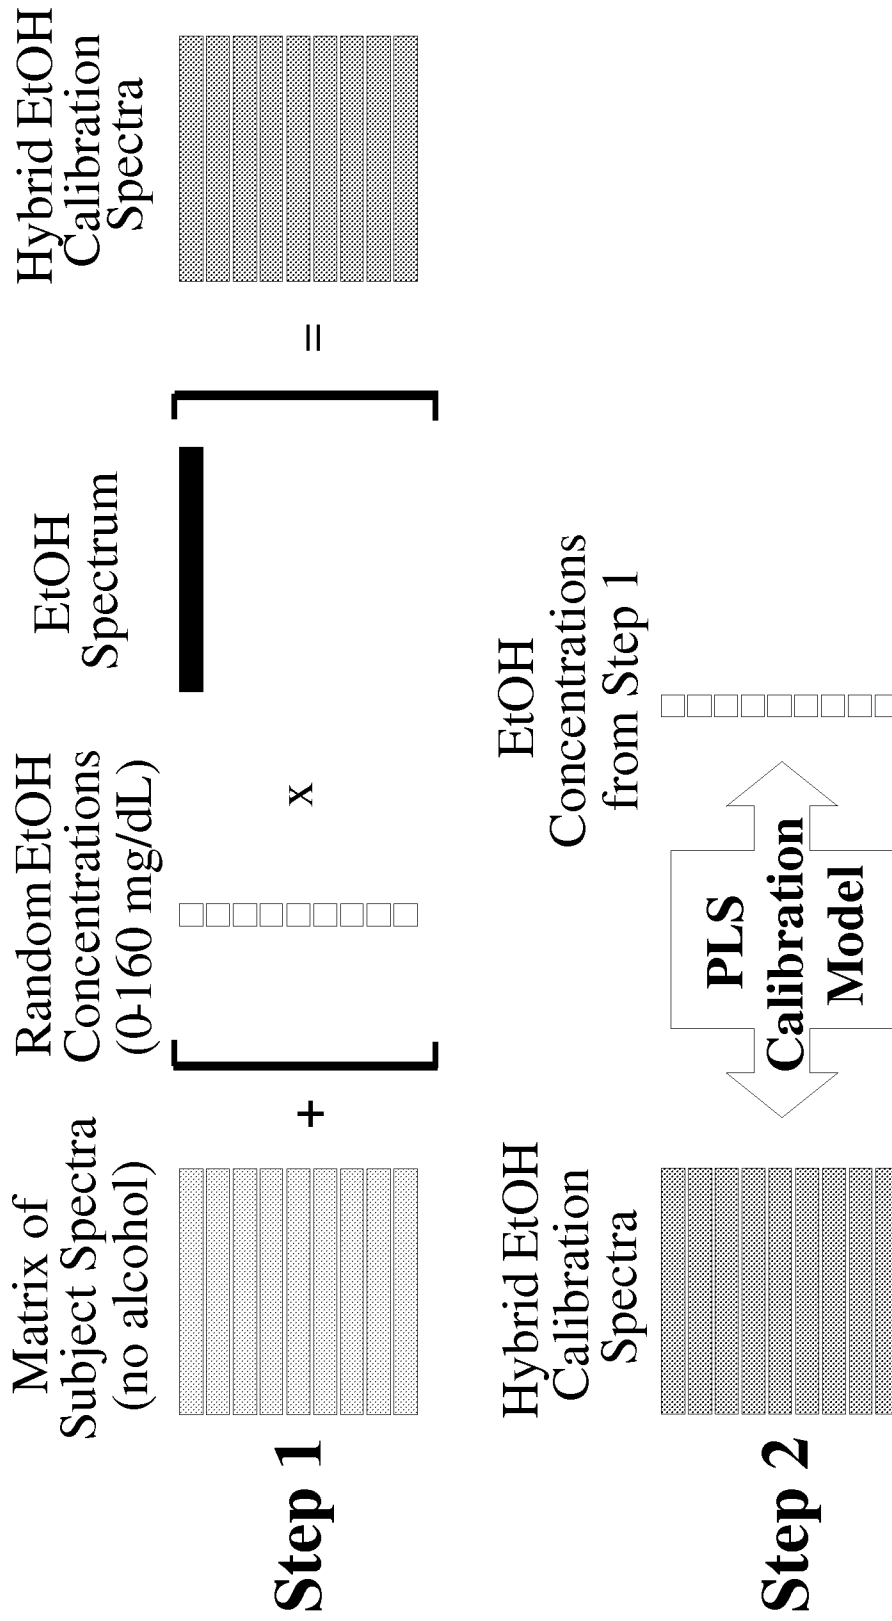 Step 1
Matrix of
Subject Spectra
(no alcohol)
+
Random EtOH
Concentrations
(0-160 mg/dL)
x
EtOH
Spectrum
=
Hybrid EtOH
Calibration
Spectra
Step 2
Hybrid EtOH
Calibration
Spectra
PLS
Calibration
Model
EtOH
Concentrations
from Step 1